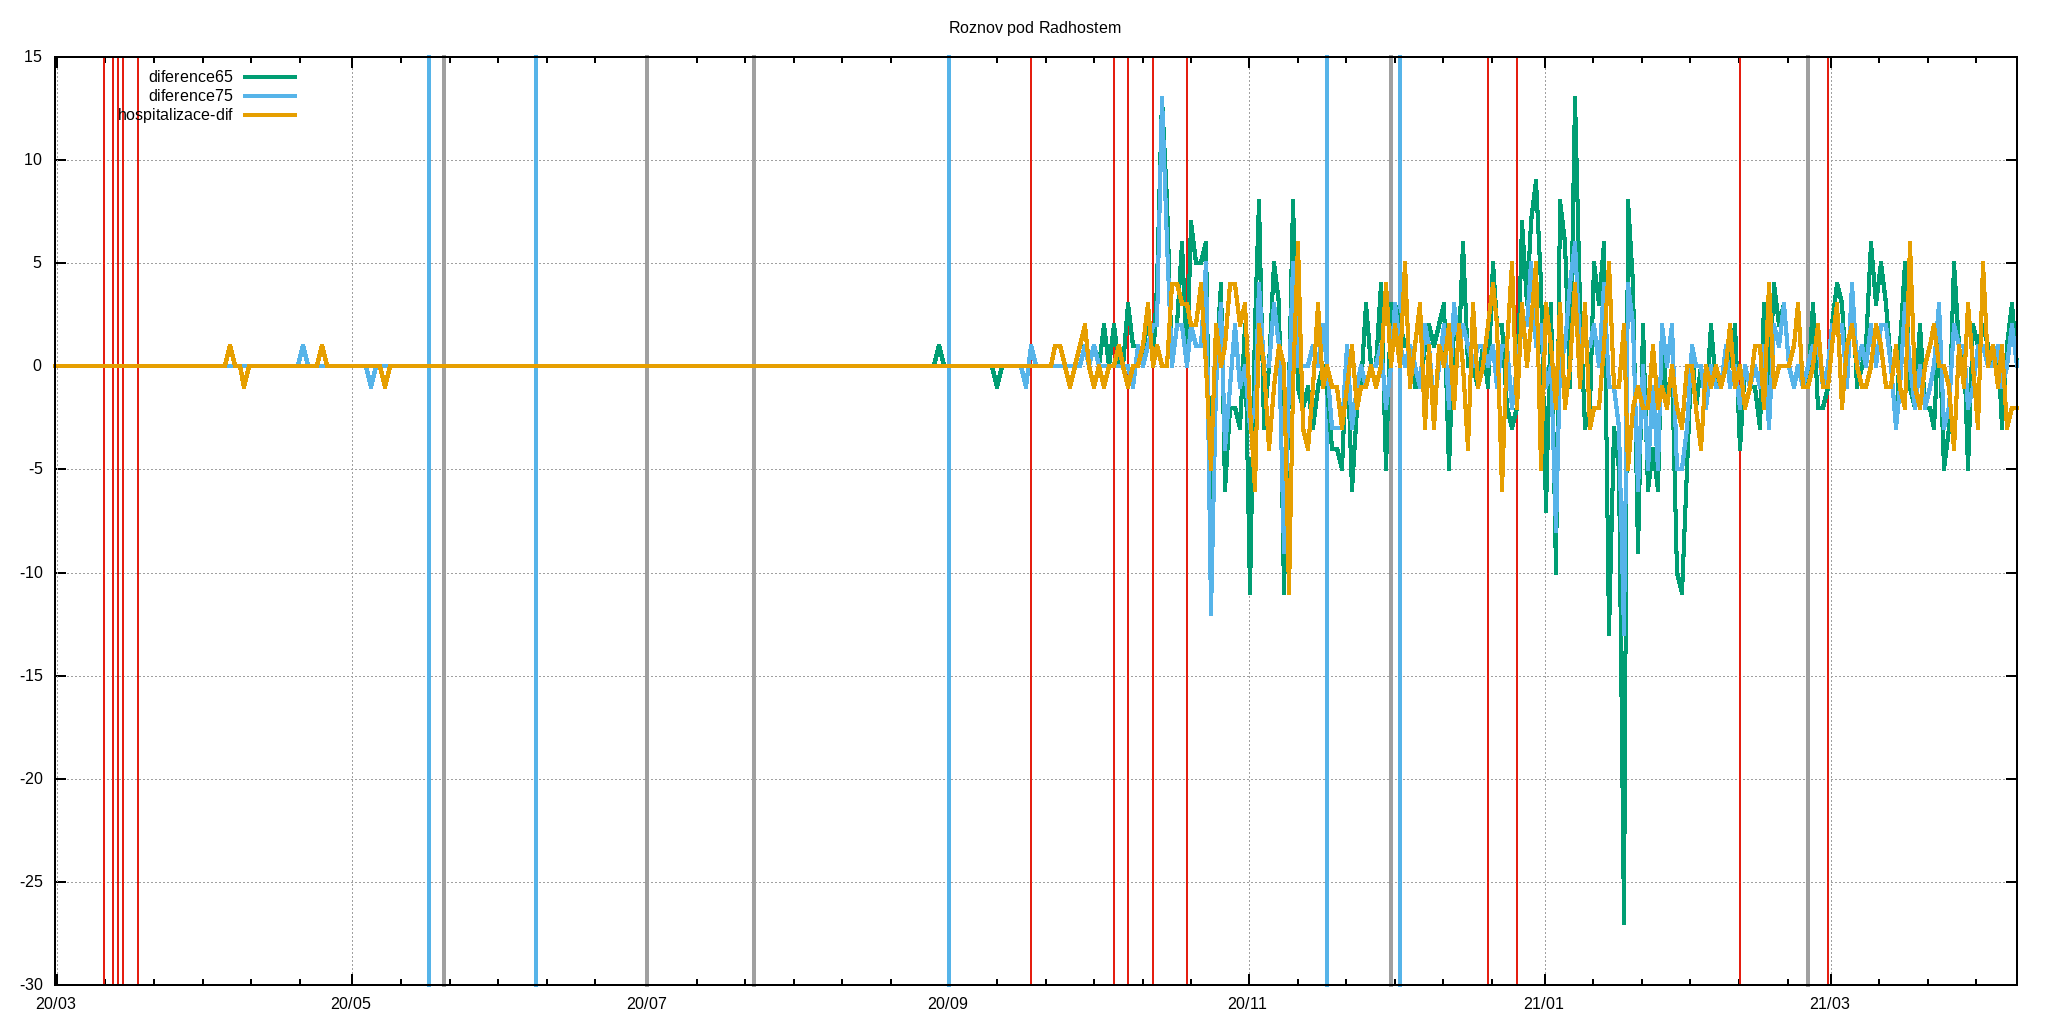 Roznov pod Radhostem
diference65
diference75
hospitalizace-dif
15
10
5
0
-5
-10
-15
-20
-25
-30
20/03 20/05 20/07 20/09 20/11 21/01 21/03